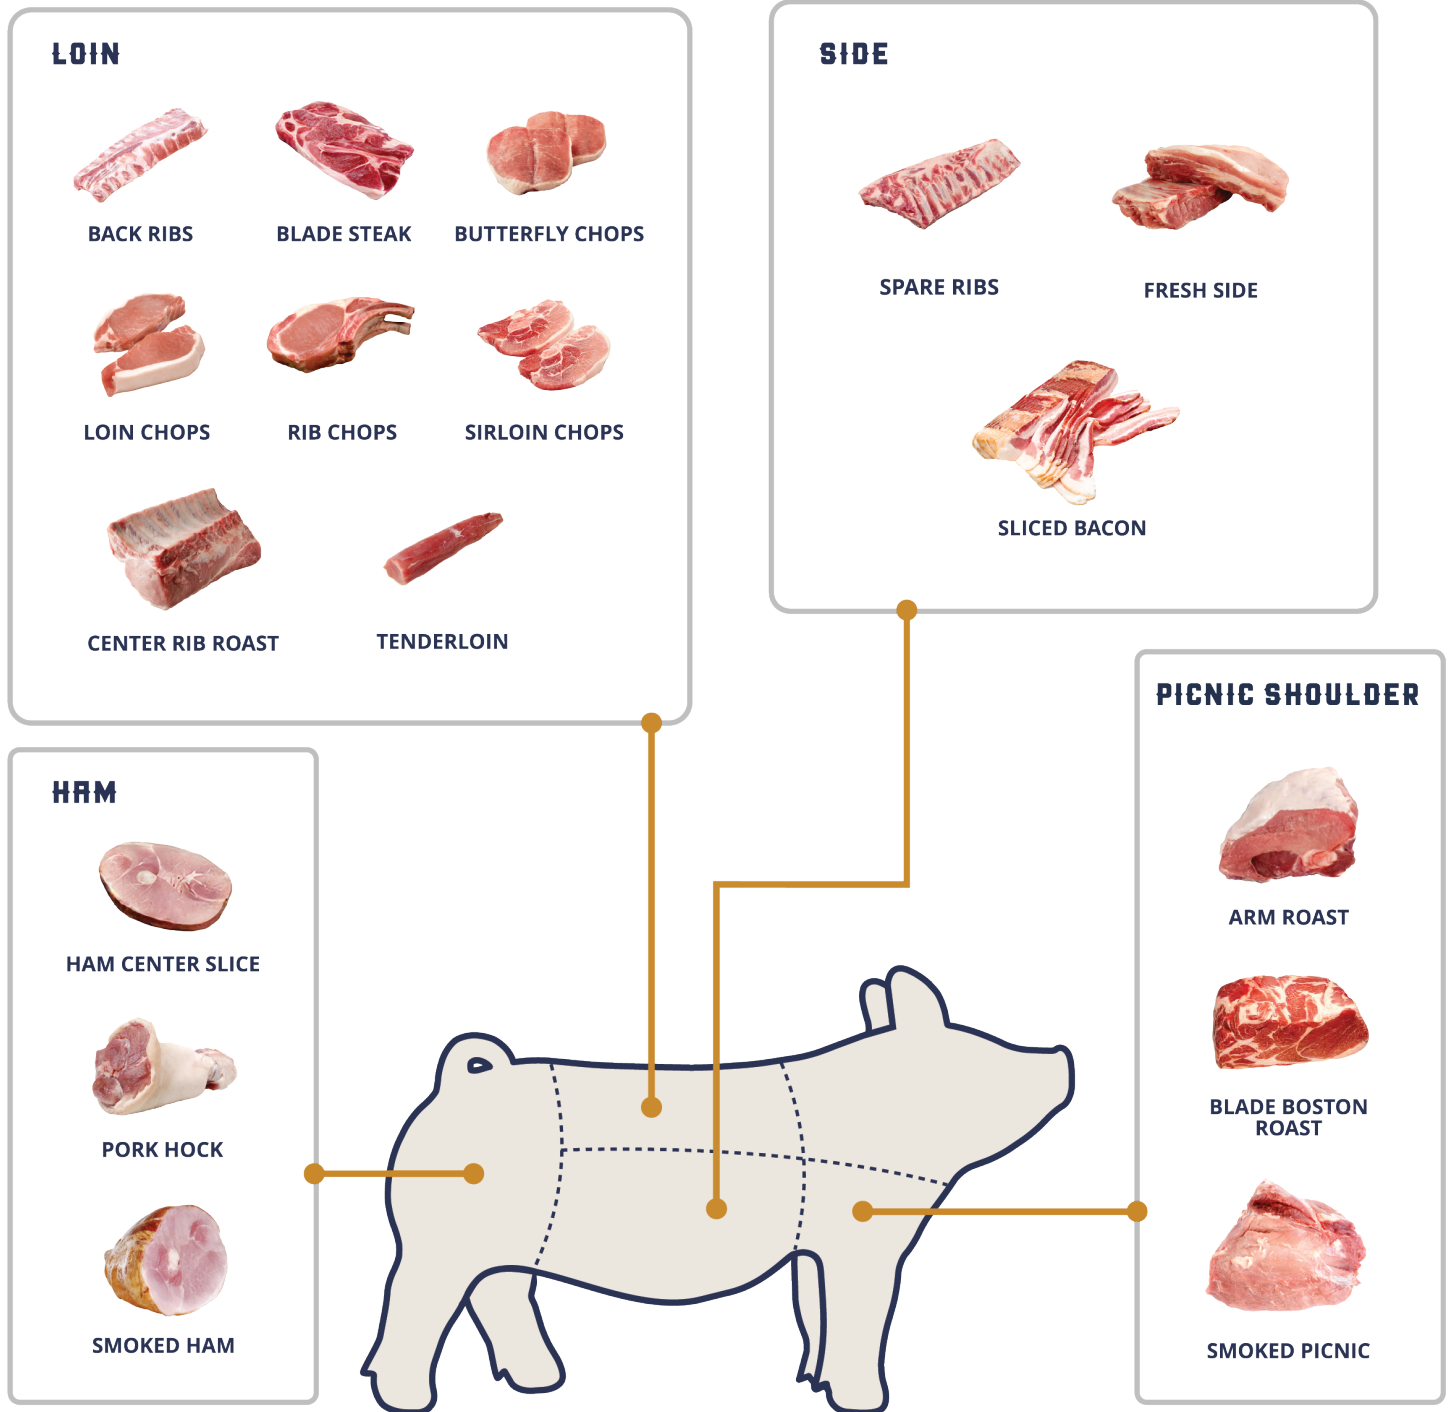 LOIN
BACK RIBS
BLADE STEAK
BUTTERFLY CHOPS
LOIN CHOPS
RIB CHOPS
SIRLOIN CHOPS
CENTER RIB ROAST
TENDERLOIN
SIDE
SPARE RIBS
FRESH SIDE
SLICED BACON
HAM
HAM CENTER SLICE
PORK HOCK
SMOKED HAM
PICNIC SHOULDER
ARM ROAST
BLADE BOSTON
ROAST
SMOKED PICNIC